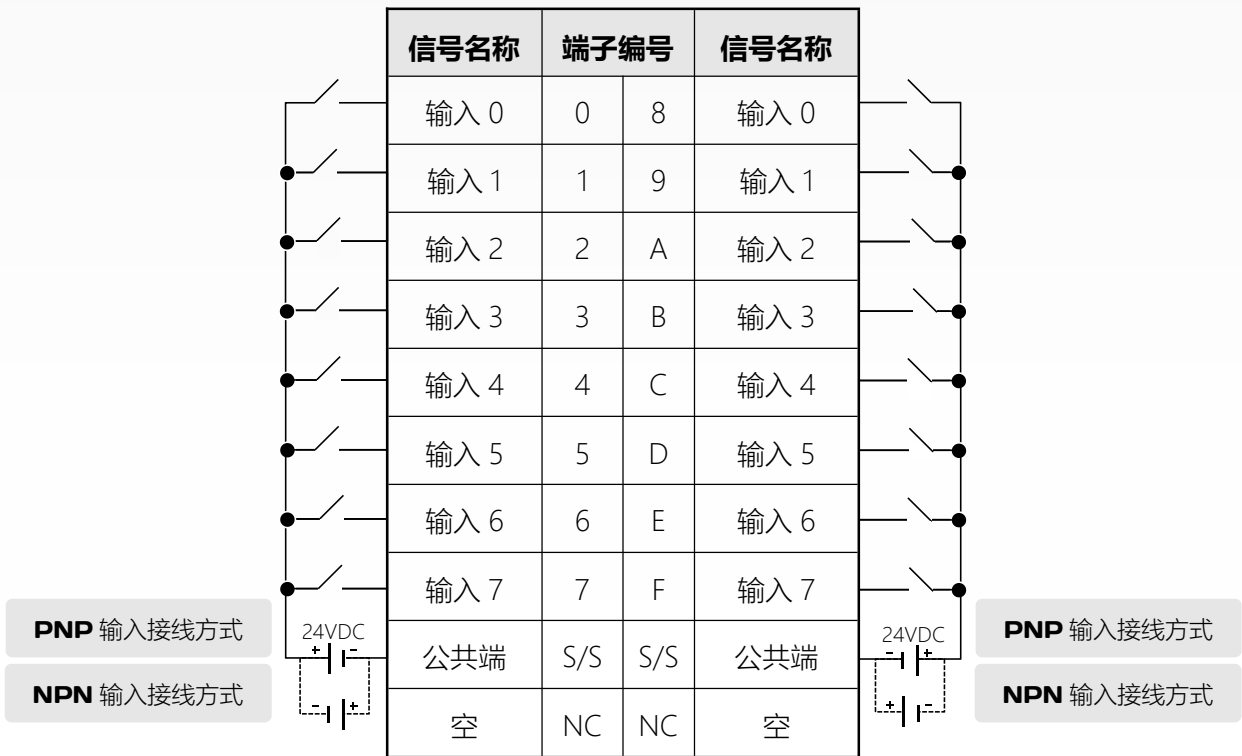 信号名称 端子编号 信号名称
输入 0 0 8 输入 0
输入 1 1 9 输入 1
输入 2 2 A 输入 2
输入 3 3 B 输入 3
输入 4 4 C 输入 4
输入 5 5 D 输入 5
输入 6 6 E 输入 6
输入 7 7 F 输入 7
PNP 输入接线方式 24VDC 公共端 S/S S/S 公共端 24VDC PNP 输入接线方式
+ - - +
NPN 输入接线方式 空 NC NC 空 NPN 输入接线方式
- + + -